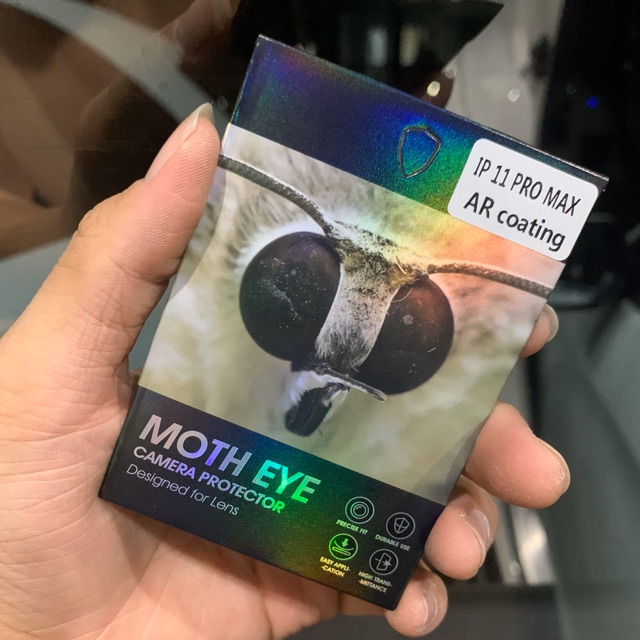 IP 11 PRO MAX
AR coating
MOTH EYE
CAMERA PROTECTOR
Designed for Lens
PRECISE FIT
DURABLE USE
EASY APPLI-
-CATION
HIGH TRANS-
-MITTANCE